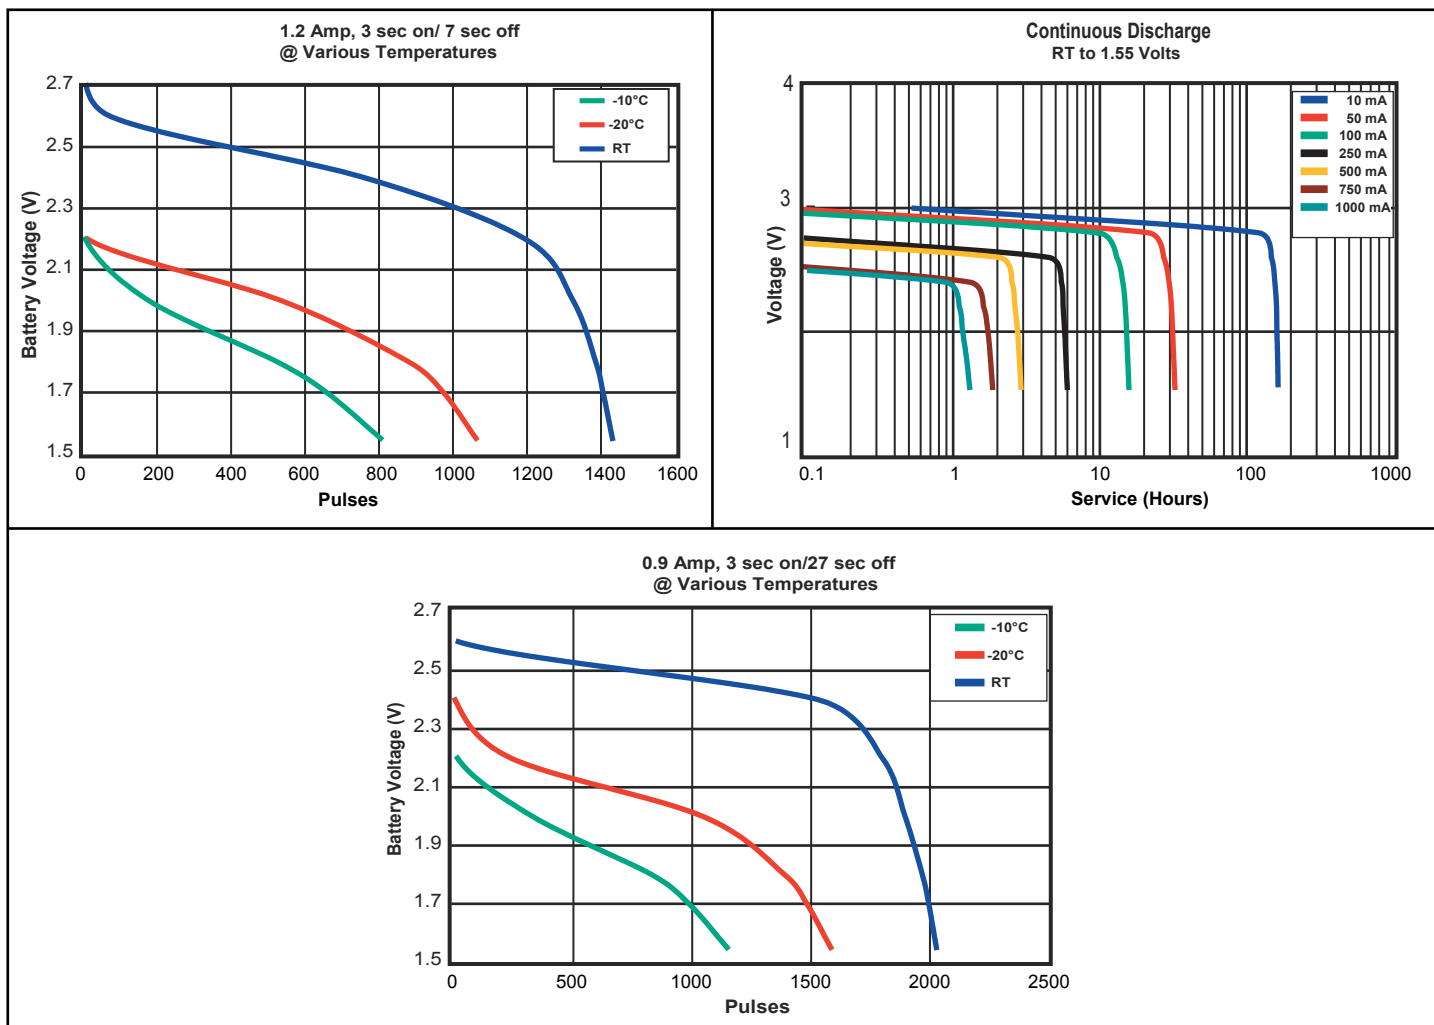 1.2 Amp, 3 sec on/ 7 sec off
@ Various Temperatures
2.7
2.5
2.3
2.1
1.9
1.7
1.5
Battery Voltage (V)
-10°C
-20°C
RT
0 200 400 600 800 1000 1200 1400 1600
Pulses
Continuous Discharge
RT to 1.55 Volts
4
3
1
Voltage (V)
10 mA
50 mA
100 mA
250 mA
500 mA
750 mA
1000 mA
0.1 1 10 100 1000
Service (Hours)
0.9 Amp, 3 sec on/27 sec off
@ Various Temperatures
2.7
2.5
2.3
2.1
1.9
1.7
1.5
Battery Voltage (V)
-10°C
-20°C
RT
0 500 1000 1500 2000 2500
Pulses